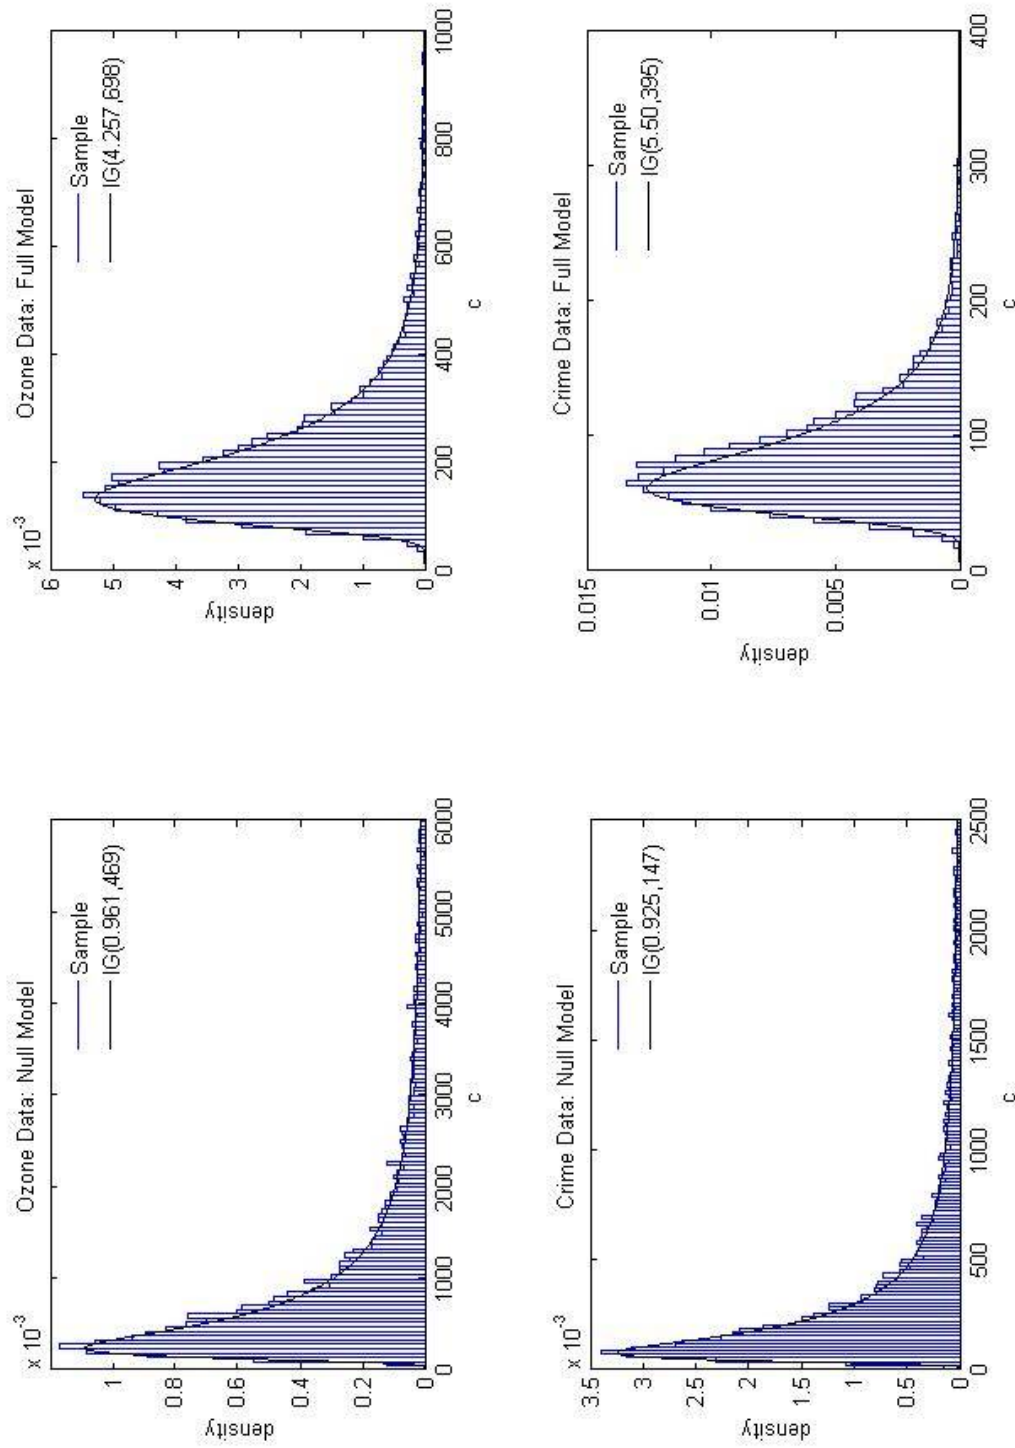 Ozone Data: Null Model
x 10⁻³
1
0.8
0.6
0.4
0.2
0
density
0
1000
2000
3000
4000
5000
6000
c
Sample
IG(0.961,469)
Ozone Data: Full Model
x 10⁻³
6
5
4
3
2
1
0
density
0
200
400
600
800
1000
c
Sample
IG(4.257,698)
Crime Data: Null Model
x 10⁻³
3.5
3
2.5
2
1.5
1
0.5
0
density
0
500
1000
1500
2000
2500
c
Sample
IG(0.925,147)
Crime Data: Full Model
0.015
0.01
0.005
0
density
0
100
200
300
400
c
Sample
IG(5.50,395)